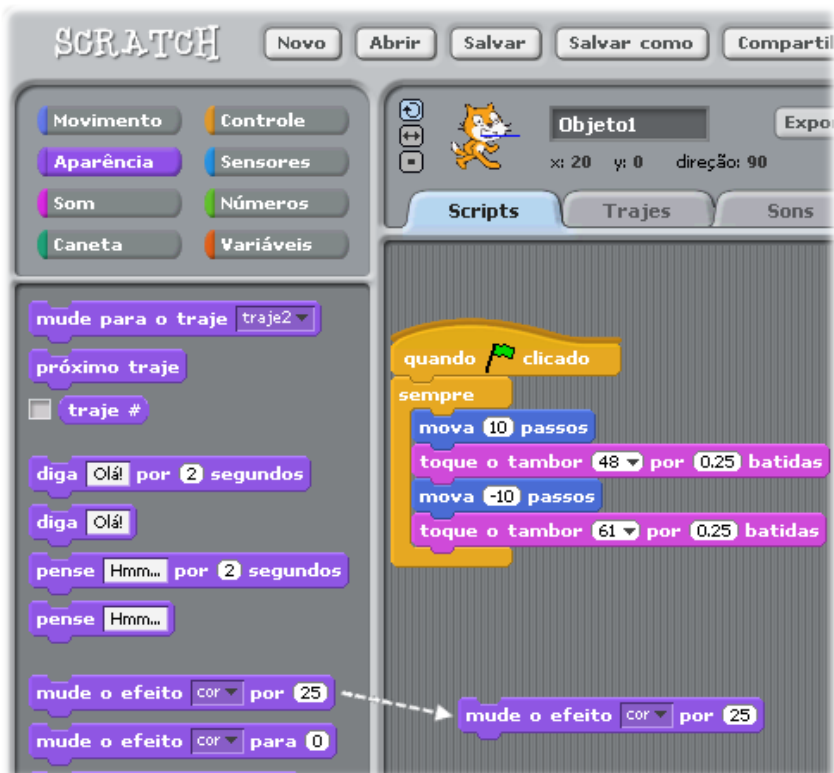 SCRATCH Novo Abrir Salvar Salvar como Compartil
Movimento Controle
Aparência Sensores
Som Números
Caneta Variáveis
Objeto1 Expo
x: 20 y: 0 direção: 90
Scripts Trajes Sons
mude para o traje traje2
próximo traje
traje #
diga Olá! por 2 segundos
diga Olá!
pense Hmm... por 2 segundos
pense Hmm...
mude o efeito cor por 25
mude o efeito cor para 0
quando clicado
sempre
mova 10 passos
toque o tambor 48 por 0.25 batidas
mova -10 passos
toque o tambor 61 por 0.25 batidas
mude o efeito cor por 25